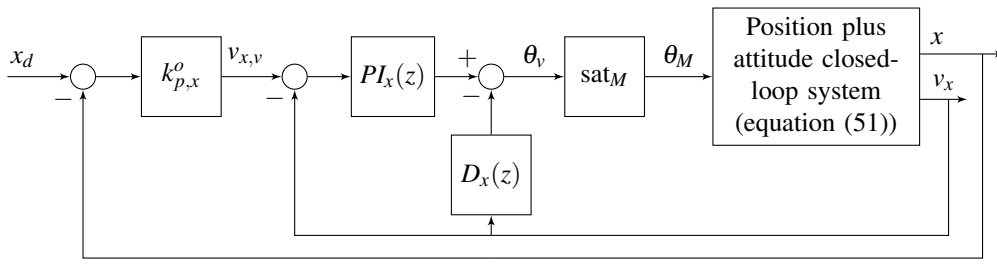 x_d
−
k^o_{p,x}
v_{x,v}
−
PI_x(z)
+
−
D_x(z)
θ_v
sat_M
θ_M
Position plus
attitude closed-
loop system
(equation (51))
x
v_x